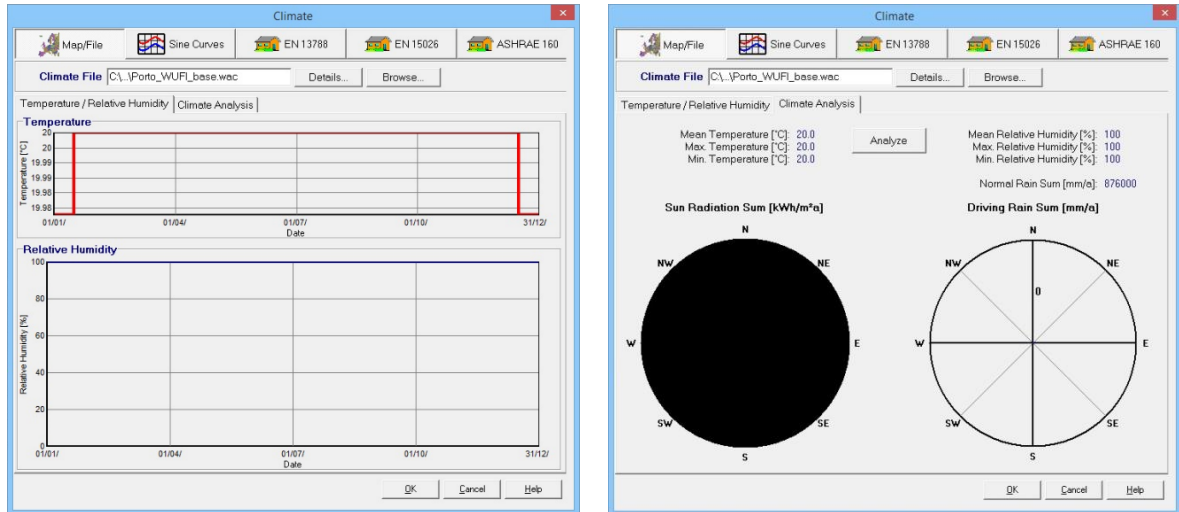 Climate
Map/File Sine Curves EN 13788 EN 15026 ASHRAE 160
Climate File C:\..\Porto_WUFI_base.wac Details... Browse...
Temperature / Relative Humidity Climate Analysis
Temperature
Temperature [°C]
20
20
19.99
19.99
19.98
19.98
01/01/ 01/04/ 01/07/ 01/10/ 31/12/
Date
Relative Humidity
Relative Humidity [%]
100
80
60
40
20
0
01/01/ 01/04/ 01/07/ 01/10/ 31/12/
Date
OK Cancel Help
Climate
Map/File Sine Curves EN 13788 EN 15026 ASHRAE 160
Climate File C:\..\Porto_WUFI_base.wac Details... Browse...
Temperature / Relative Humidity Climate Analysis
Mean Temperature [°C]: 20.0 Analyze Mean Relative Humidity [%]: 100
Max. Temperature [°C]: 20.0 Max. Relative Humidity [%]: 100
Min. Temperature [°C]: 20.0 Min. Relative Humidity [%]: 100
Normal Rain Sum [mm/a]: 876000
Sun Radiation Sum [kWh/m²a] Driving Rain Sum [mm/a]
N N
NW NE NW NE
0
W E W E
SW SE SW SE
S S
OK Cancel Help